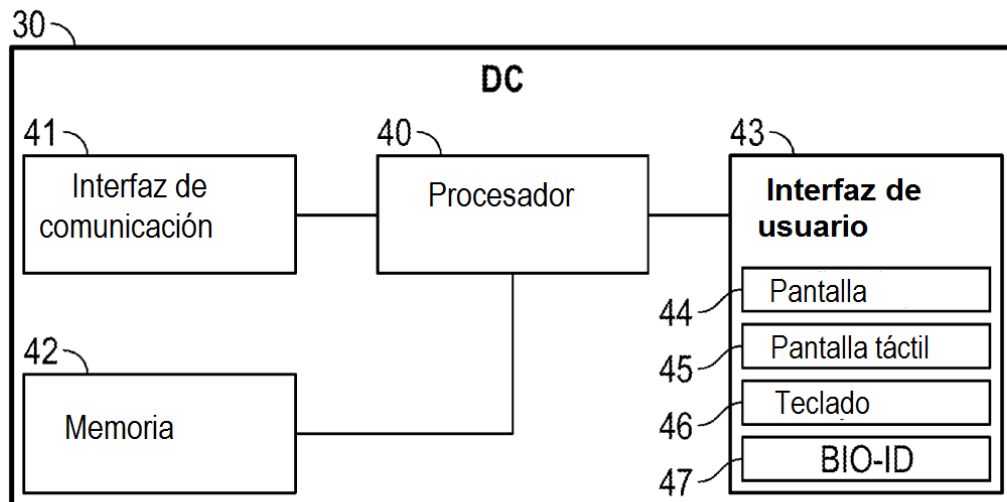 30
DC
41
Interfaz de
comunicación
40
Procesador
43
Interfaz de
usuario
44
Pantalla
45
Pantalla táctil
46
Teclado
47
BIO-ID
42
Memoria